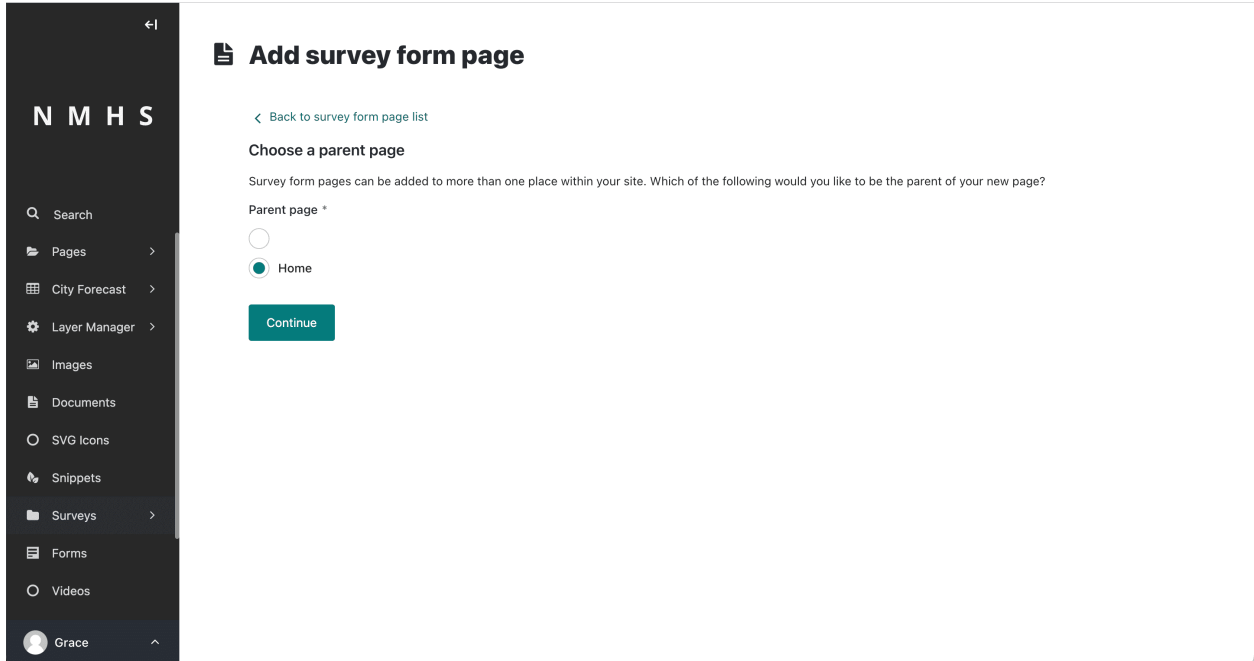 N M H S
Search
Pages
City Forecast
Layer Manager
Images
Documents
SVG Icons
Snippets
Surveys
Forms
Videos
Grace
Add survey form page
Back to survey form page list
Choose a parent page
Survey form pages can be added to more than one place within your site. Which of the following would you like to be the parent of your new page?
Parent page *
Home
Continue